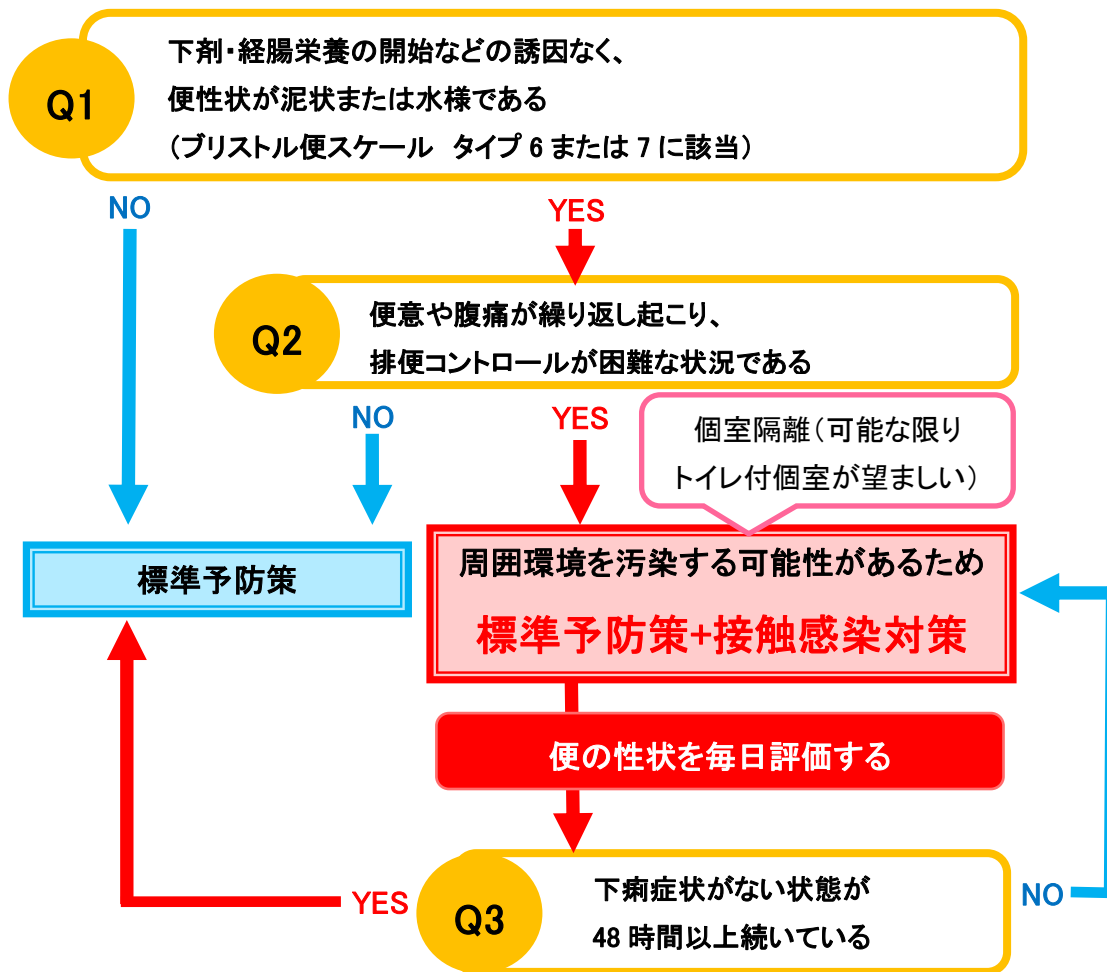 Q1
下剤・経腸栄養の開始などの誘因なく、
便性状が泥状または水様である
（ブリストル便スケール　タイプ 6 または 7 に該当）
NO
YES
Q2
便意や腹痛が繰り返し起こり、
排便コントロールが困難な状況である
NO
YES
個室隔離（可能な限り
トイレ付個室が望ましい）
標準予防策
周囲環境を汚染する可能性があるため
標準予防策+接触感染対策
便の性状を毎日評価する
YES
Q3
下痢症状がない状態が
48 時間以上続いている
NO